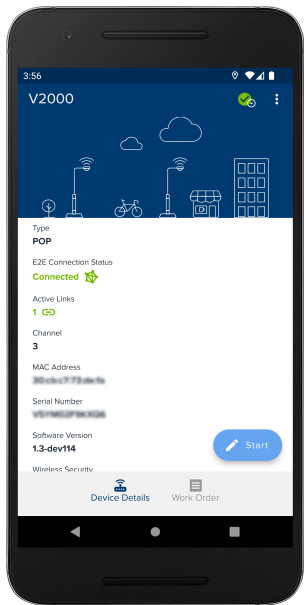 3:56
V2000
Type
POP
E2E Connection Status
Connected
Active Links
1
Channel
3
MAC Address
Serial Number
Software Version
1.3-dev114
Start
Wireless Security
Device Details
Work Order